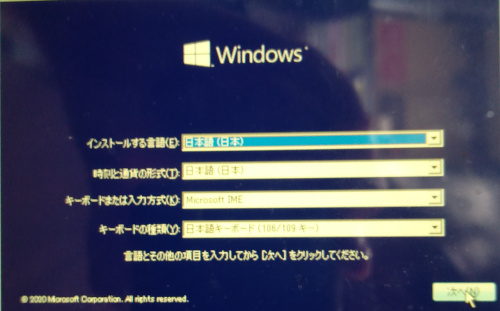 Windows
インストールする言語(E): 日本語 (日本)
時刻と通貨の形式(T): 日本語 (日本)
キーボードまたは入力方式(K): Microsoft IME
キーボードの種類(Y): 日本語キーボード (106/109 キー)
言語とその他の項目を入力してから [次へ] をクリックしてください。
© 2020 Microsoft Corporation. All rights reserved.
次へ(N)